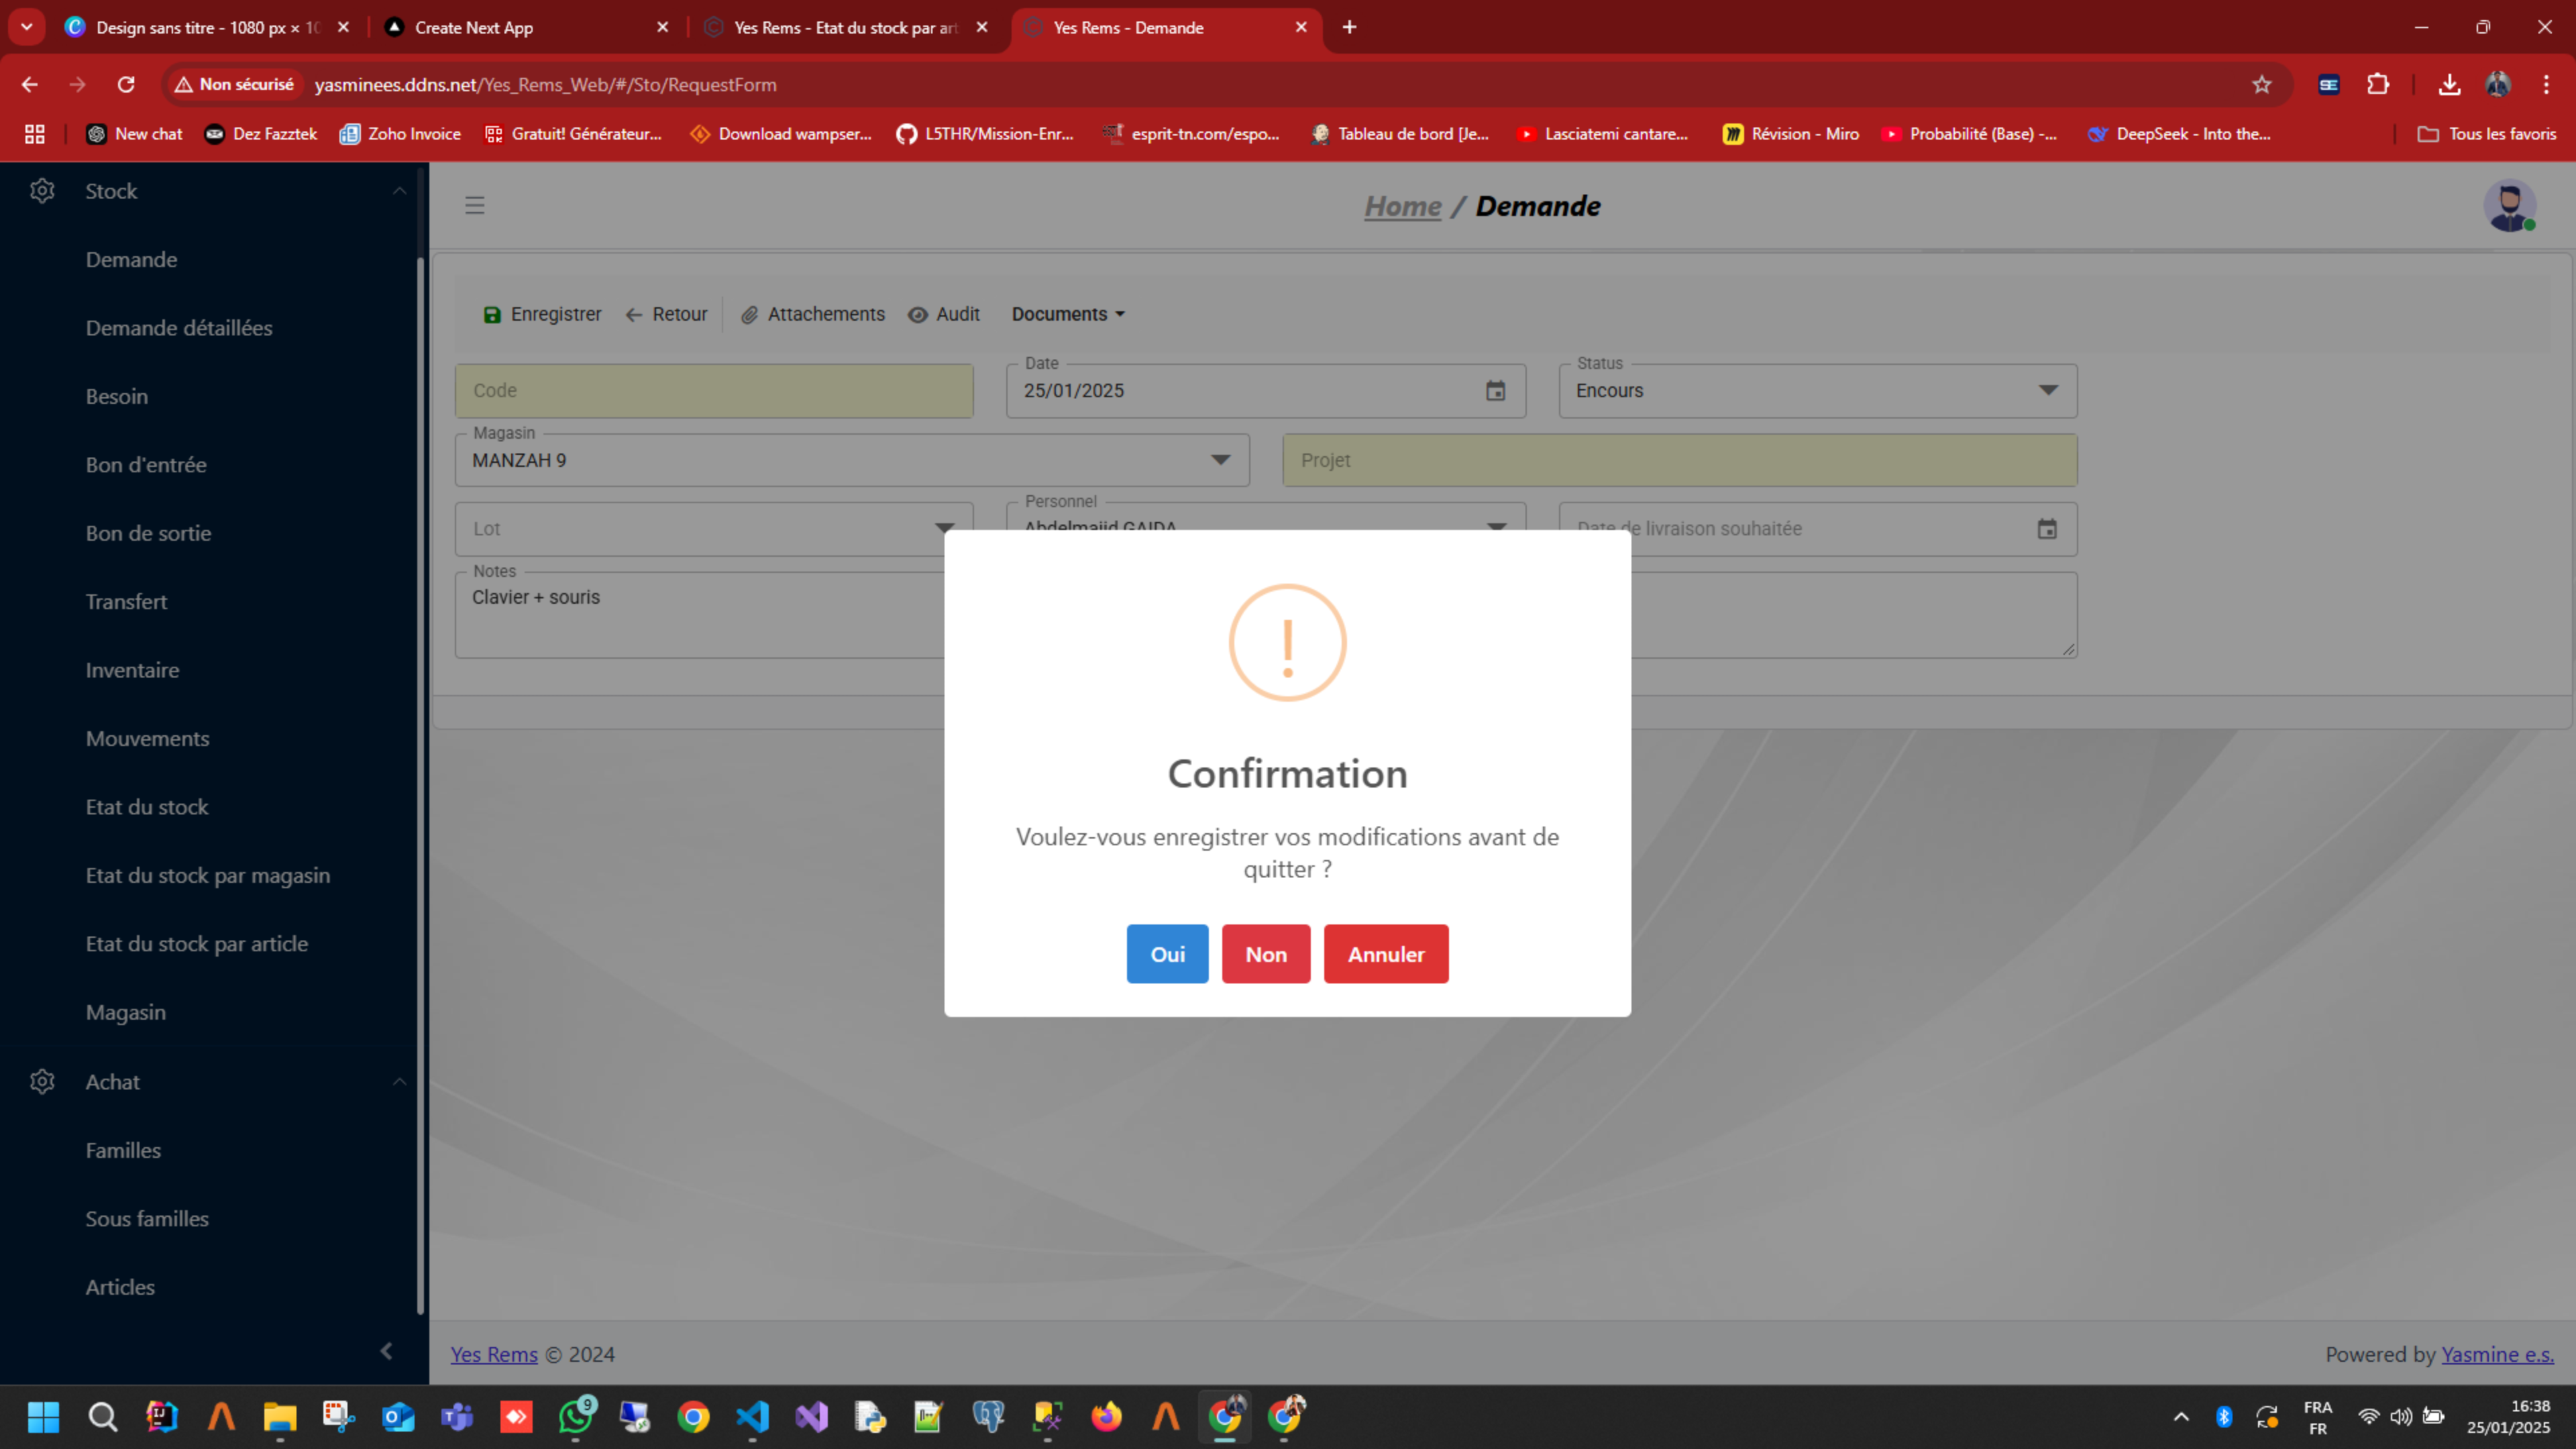 Design sans titre - 1080 px × 10
Create Next App
Yes Rems - Etat du stock par art
Yes Rems - Demande
Non sécurisé
yasminees.ddns.net/Yes_Rems_Web/#/Sto/RequestForm
New chat
Dez Fazztek
Zoho Invoice
Gratuit! Générateur...
Download wampser...
L5THR/Mission-Enr...
esprit-tn.com/espo...
Tableau de bord [Je...
Lasciatemi cantare...
Révision - Miro
Probabilité (Base) -...
DeepSeek - Into the...
Tous les favoris
Stock
Demande
Demande détaillées
Besoin
Bon d'entrée
Bon de sortie
Transfert
Inventaire
Mouvements
Etat du stock
Etat du stock par magasin
Etat du stock par article
Magasin
Achat
Familles
Sous familles
Articles
Home / Demande
Enregistrer
Retour
Attachements
Audit
Documents
Code
Date
25/01/2025
Status
Encours
Magasin
MANZAH 9
Projet
Lot
Personnel
Abdelmajid GAIDA
Date de livraison souhaitée
Notes
Clavier + souris
Confirmation
Voulez-vous enregistrer vos modifications avant de
quitter ?
Oui
Non
Annuler
Yes Rems © 2024
Powered by Yasmine e.s.
9
FRA
FR
16:38
25/01/2025